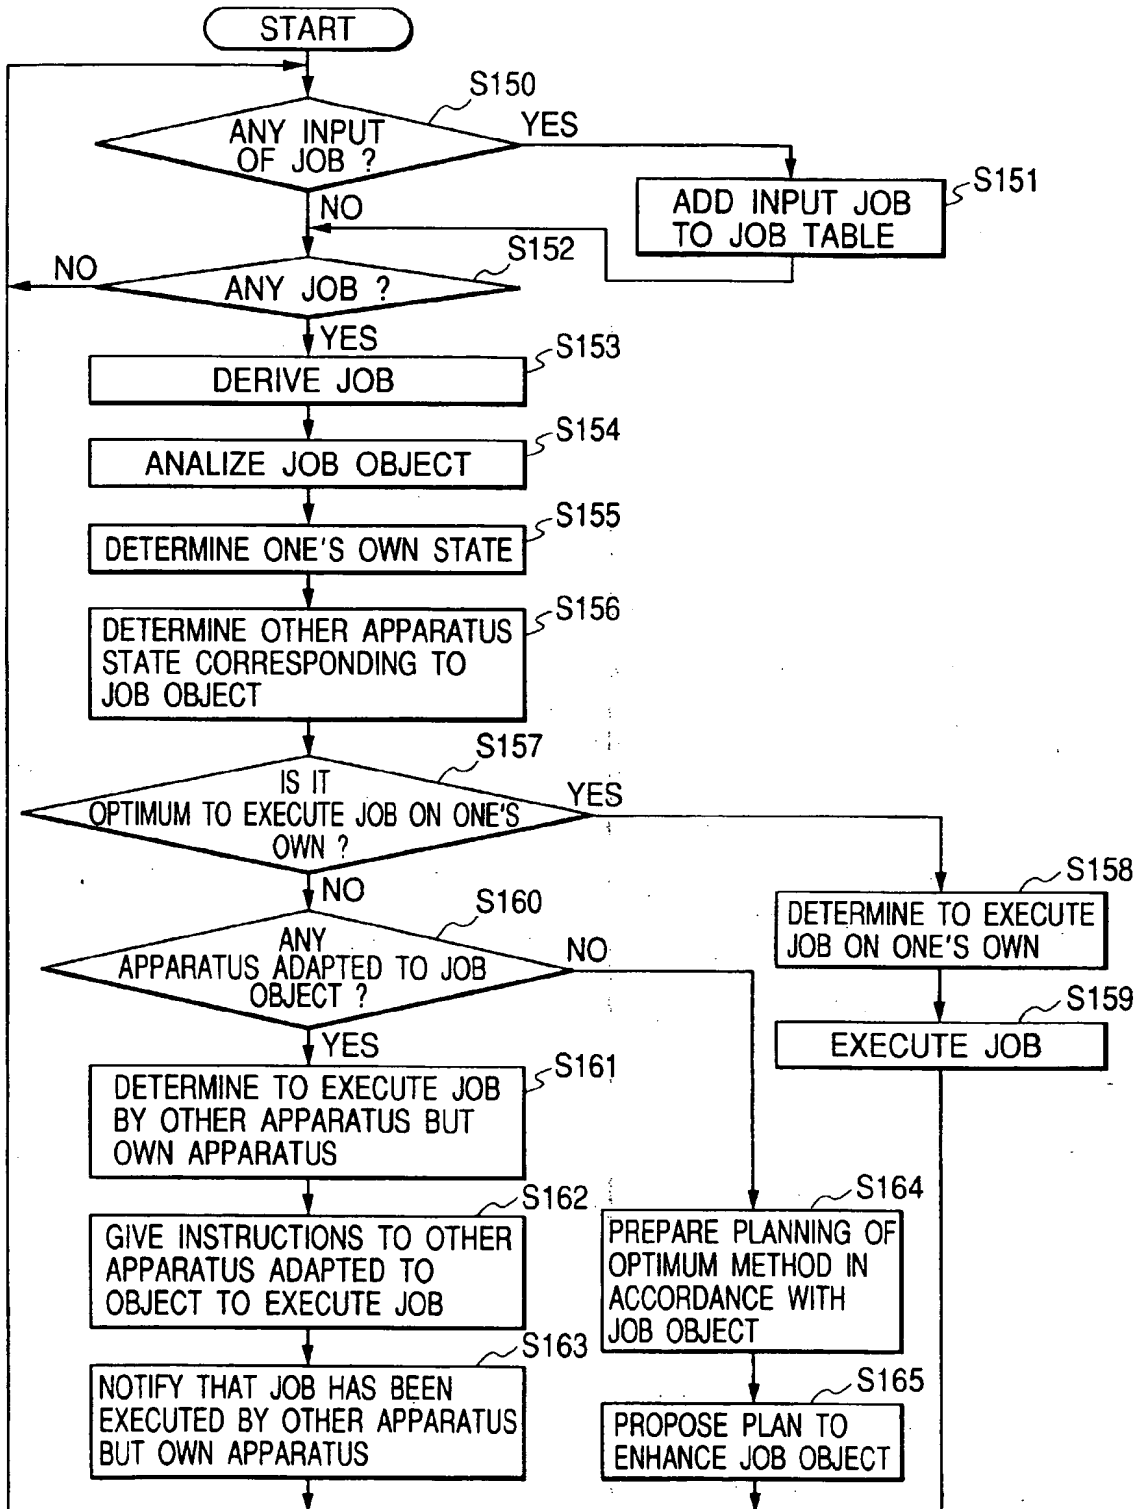 START
S150
ANY INPUT
OF JOB ?
YES
S151
ADD INPUT JOB
TO JOB TABLE
NO
S152
NO
ANY JOB ?
YES
S153
DERIVE JOB
S154
ANALIZE JOB OBJECT
S155
DETERMINE ONE'S OWN STATE
S156
DETERMINE OTHER APPARATUS
STATE CORRESPONDING TO
JOB OBJECT
S157
IS IT
OPTIMUM TO EXECUTE JOB ON ONE'S
OWN ?
YES
S158
DETERMINE TO EXECUTE
JOB ON ONE'S OWN
S159
EXECUTE JOB
NO
S160
ANY
APPARATUS ADAPTED TO JOB
OBJECT ?
NO
YES
S161
DETERMINE TO EXECUTE JOB
BY OTHER APPARATUS BUT
OWN APPARATUS
S162
GIVE INSTRUCTIONS TO OTHER
APPARATUS ADAPTED TO
OBJECT TO EXECUTE JOB
S163
NOTIFY THAT JOB HAS BEEN
EXECUTED BY OTHER APPARATUS
BUT OWN APPARATUS
S164
PREPARE PLANNING OF
OPTIMUM METHOD IN
ACCORDANCE WITH
JOB OBJECT
S165
PROPOSE PLAN TO
ENHANCE JOB OBJECT